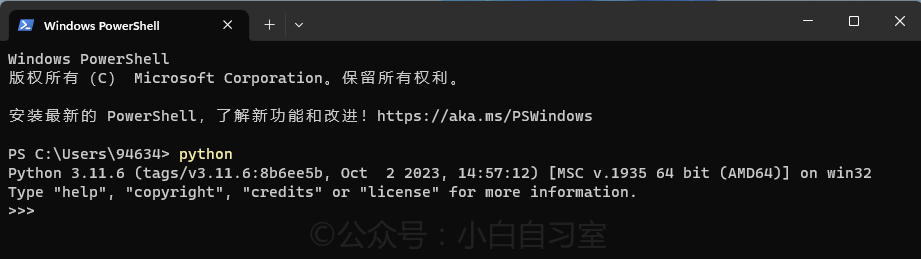 Windows PowerShell
Windows PowerShell
版权所有 (C)  Microsoft Corporation。保留所有权利。
安装最新的 PowerShell，了解新功能和改进！https://aka.ms/PSWindows
PS C:\Users\94634> python
Python 3.11.6 (tags/v3.11.6:8b6ee5b, Oct  2 2023, 14:57:12) [MSC v.1935 64 bit (AMD64)] on win32
Type "help", "copyright", "credits" or "license" for more information.
>>>
©公众号：小白自习室